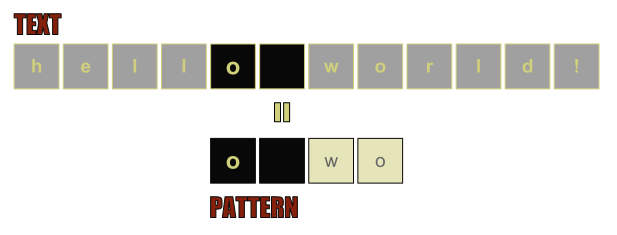 TEXT
h e l l o w o r l d !
o w o
PATTERN